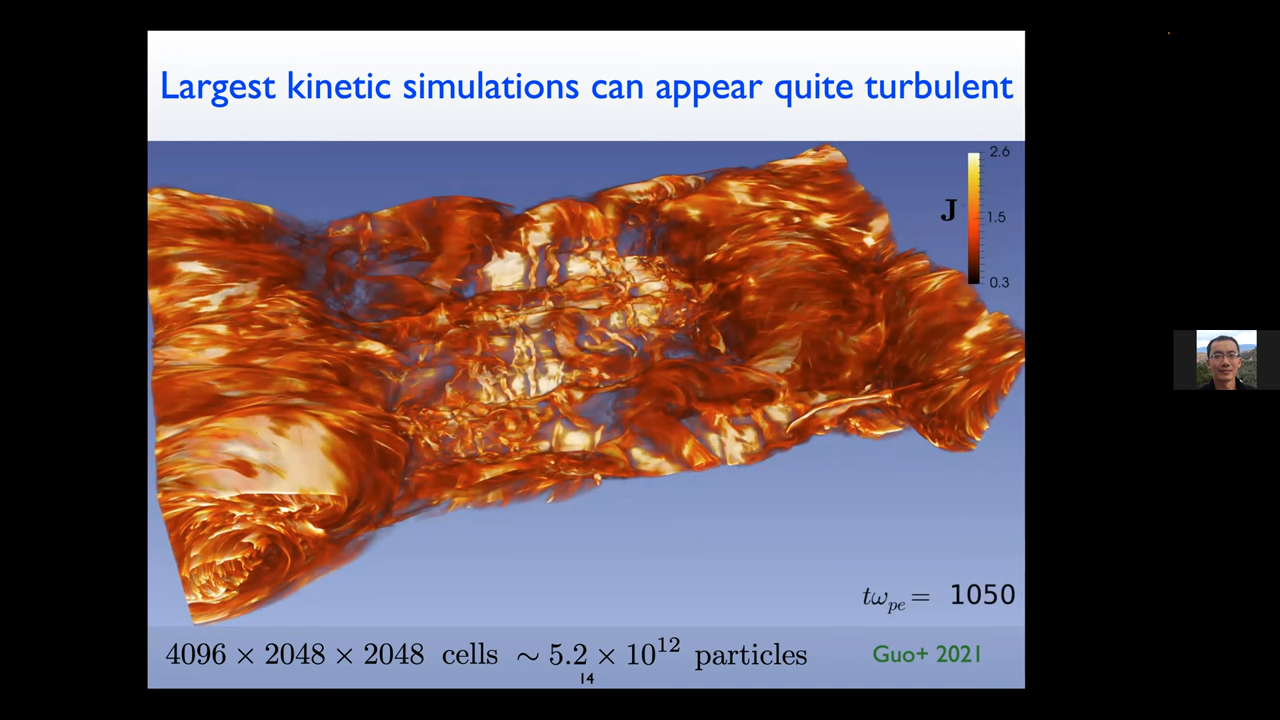 Largest kinetic simulations can appear quite turbulent
2.6
J
1.5
0.3
tω_pe = 1050
4096 × 2048 × 2048 cells ~ 5.2 × 10^12 particles
Guo+ 2021
14